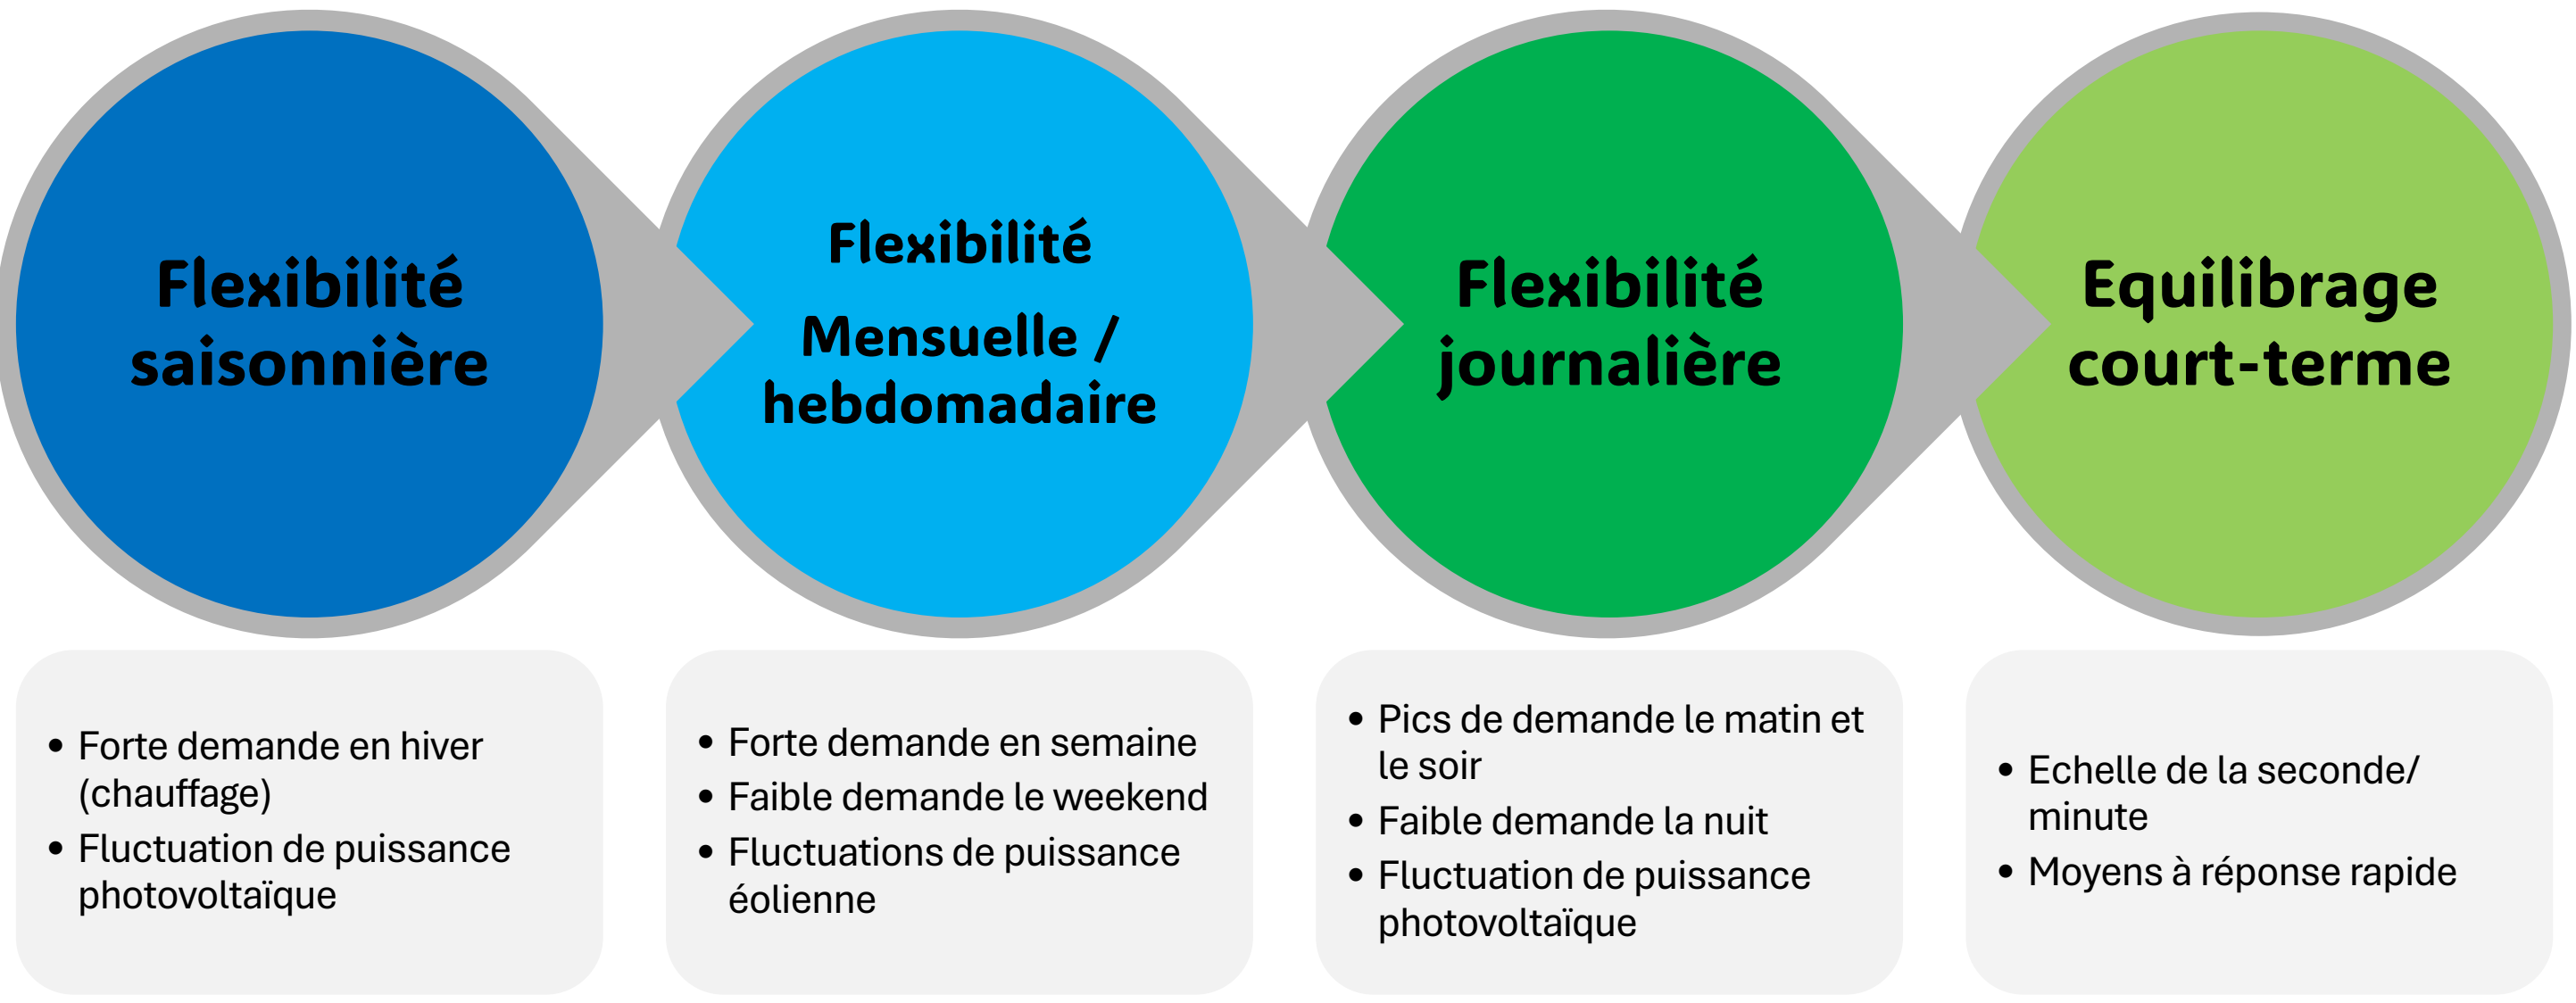 Flexibilité
saisonnière
• Forte demande en hiver
(chauffage)
• Fluctuation de puissance
photovoltaïque
Flexibilité
Mensuelle /
hebdomadaire
• Forte demande en semaine
• Faible demande le weekend
• Fluctuations de puissance
éolienne
Flexibilité
journalière
• Pics de demande le matin et
le soir
• Faible demande la nuit
• Fluctuation de puissance
photovoltaïque
Equilibrage
court-terme
• Echelle de la seconde/
minute
• Moyens à réponse rapide